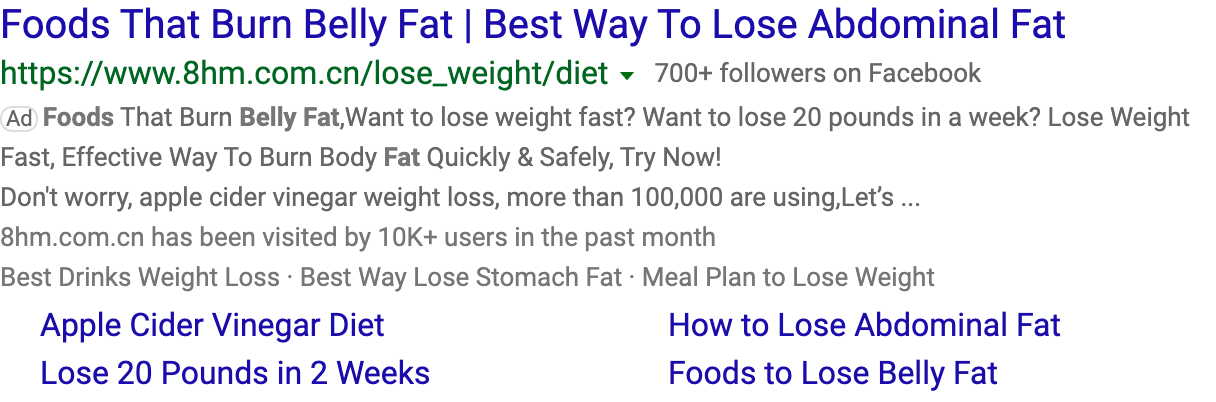 Foods That Burn Belly Fat | Best Way To Lose Abdominal Fat
https://www.8hm.com.cn/lose_weight/diet 700+ followers on Facebook
Ad Foods That Burn Belly Fat,Want to lose weight fast? Want to lose 20 pounds in a week? Lose Weight
Fast, Effective Way To Burn Body Fat Quickly & Safely, Try Now!
Don't worry, apple cider vinegar weight loss, more than 100,000 are using,Let’s ...
8hm.com.cn has been visited by 10K+ users in the past month
Best Drinks Weight Loss · Best Way Lose Stomach Fat · Meal Plan to Lose Weight
Apple Cider Vinegar Diet How to Lose Abdominal Fat
Lose 20 Pounds in 2 Weeks Foods to Lose Belly Fat